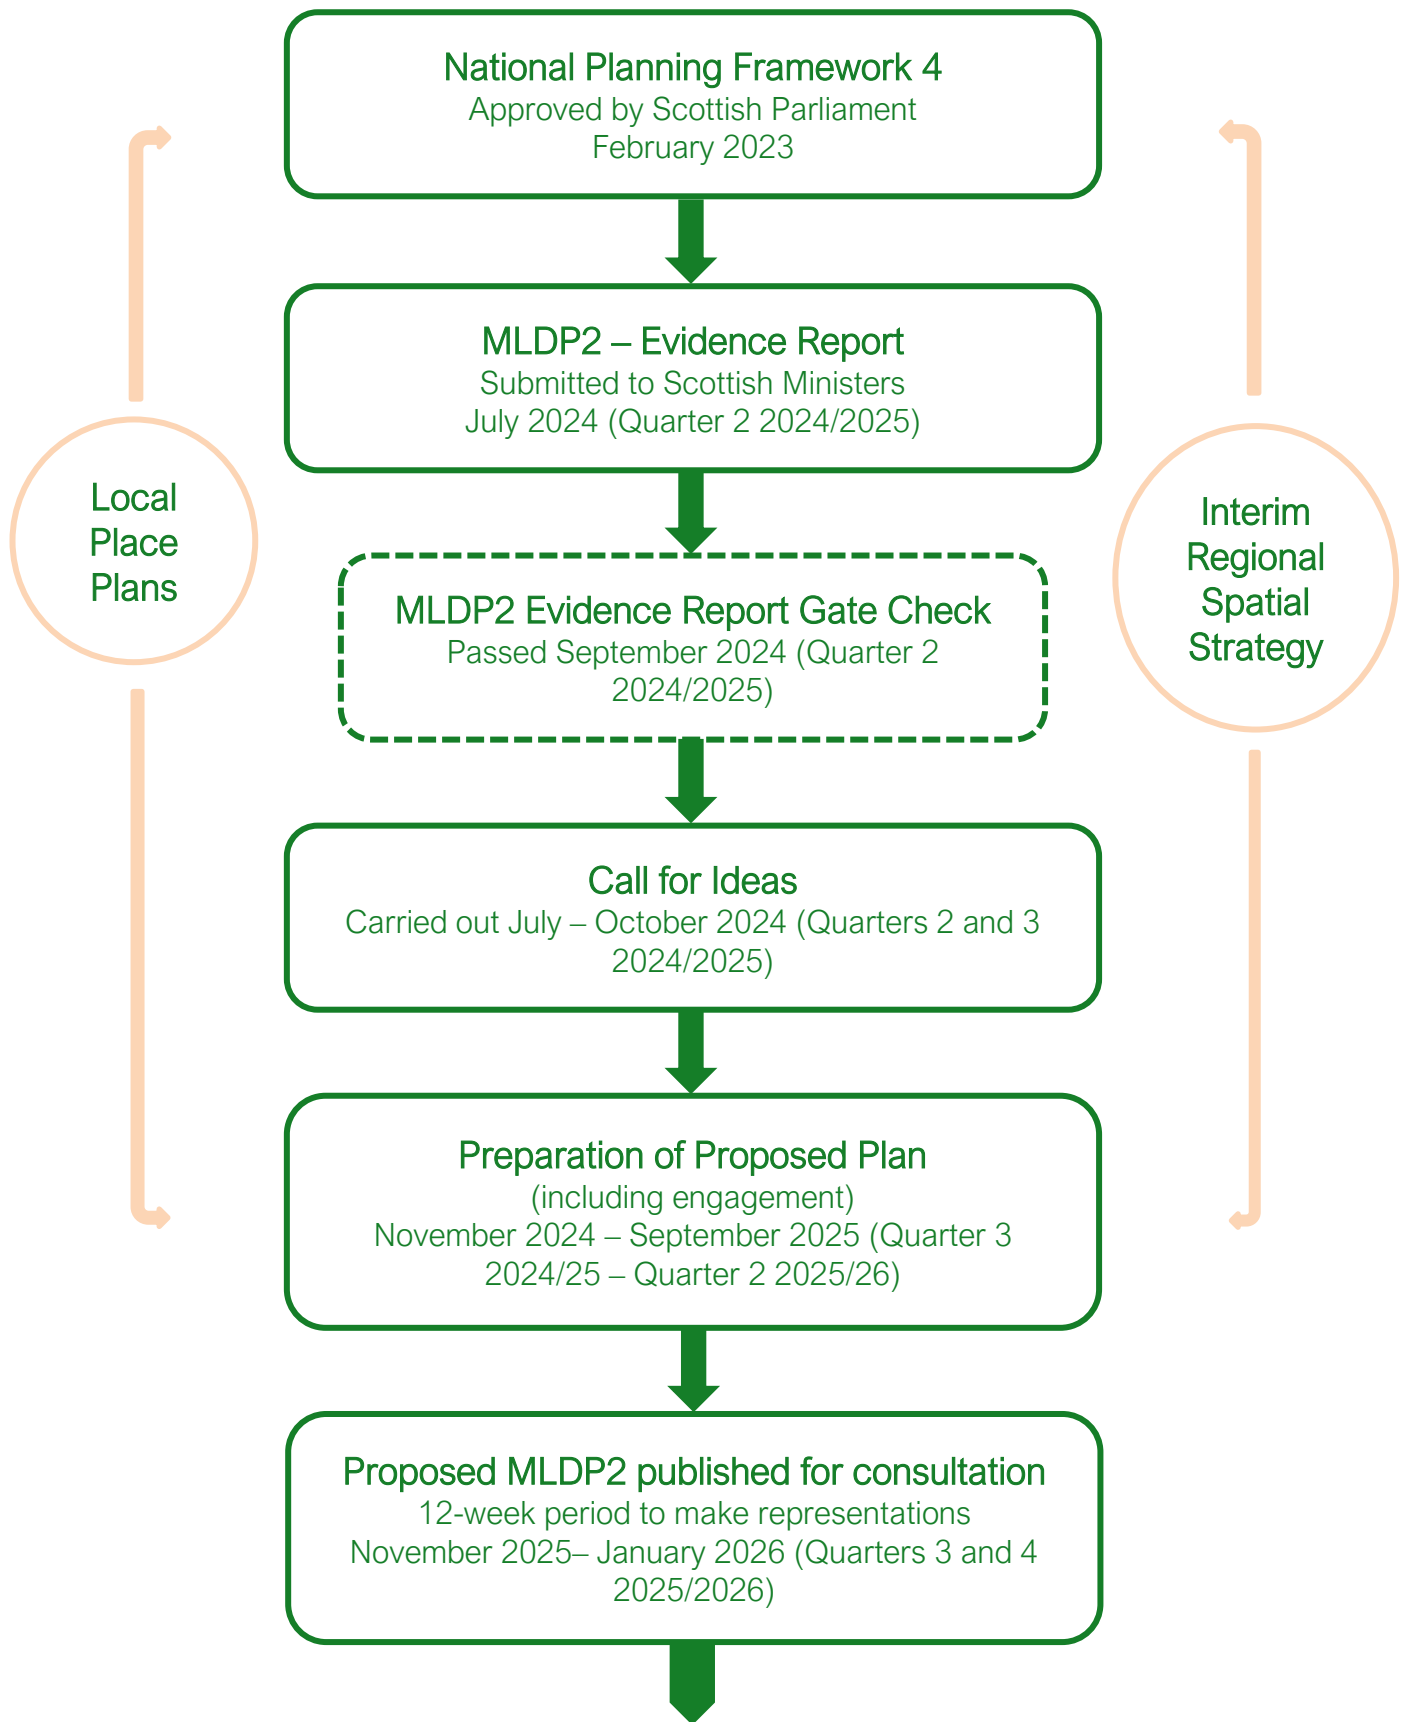 National Planning Framework 4
Approved by Scottish Parliament
February 2023
MLDP2 – Evidence Report
Submitted to Scottish Ministers
July 2024 (Quarter 2 2024/2025)
Local
Place
Plans
Interim
Regional
Spatial
Strategy
MLDP2 Evidence Report Gate Check
Passed September 2024 (Quarter 2
2024/2025)
Call for Ideas
Carried out July – October 2024 (Quarters 2 and 3
2024/2025)
Preparation of Proposed Plan
(including engagement)
November 2024 – September 2025 (Quarter 3
2024/25 – Quarter 2 2025/26)
Proposed MLDP2 published for consultation
12-week period to make representations
November 2025– January 2026 (Quarters 3 and 4
2025/2026)